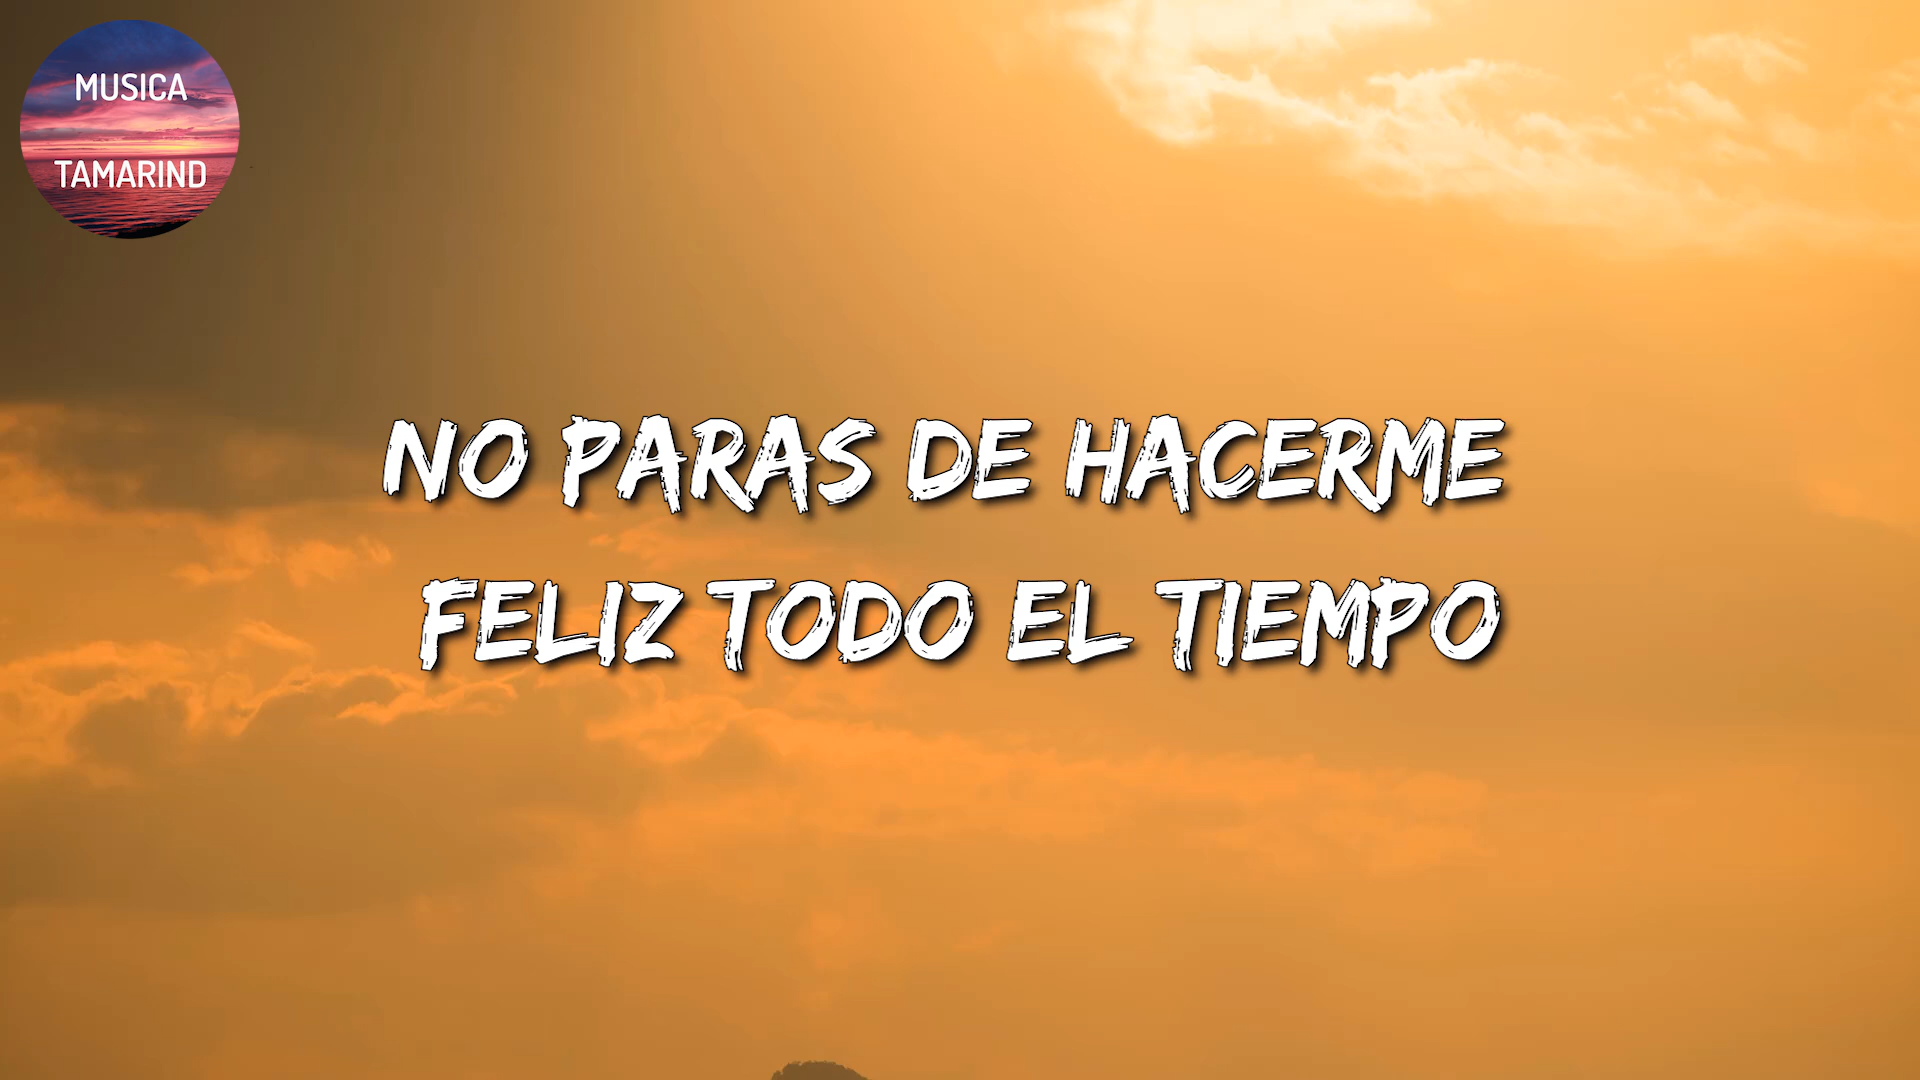 MUSICA
TAMARIND
NO PARAS DE HACERME
FELIZ TODO EL TIEMPO